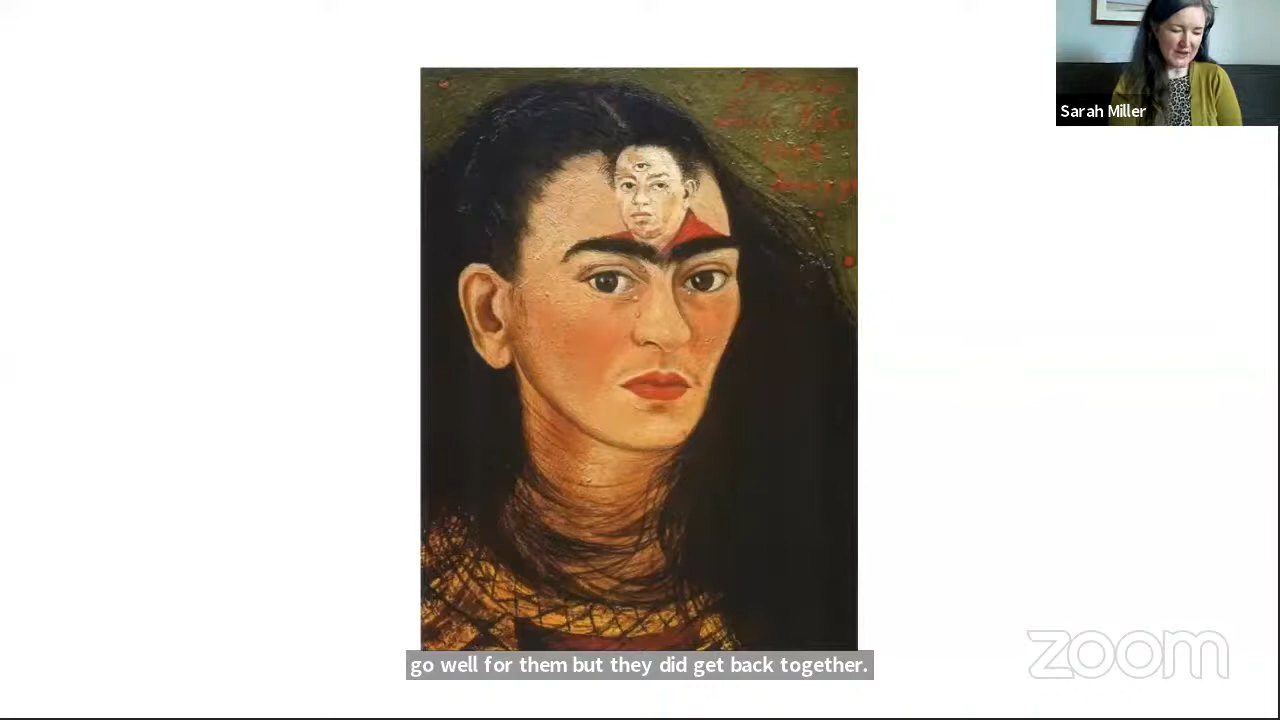 Sarah Miller
go well for them but they did get back together.
zoom